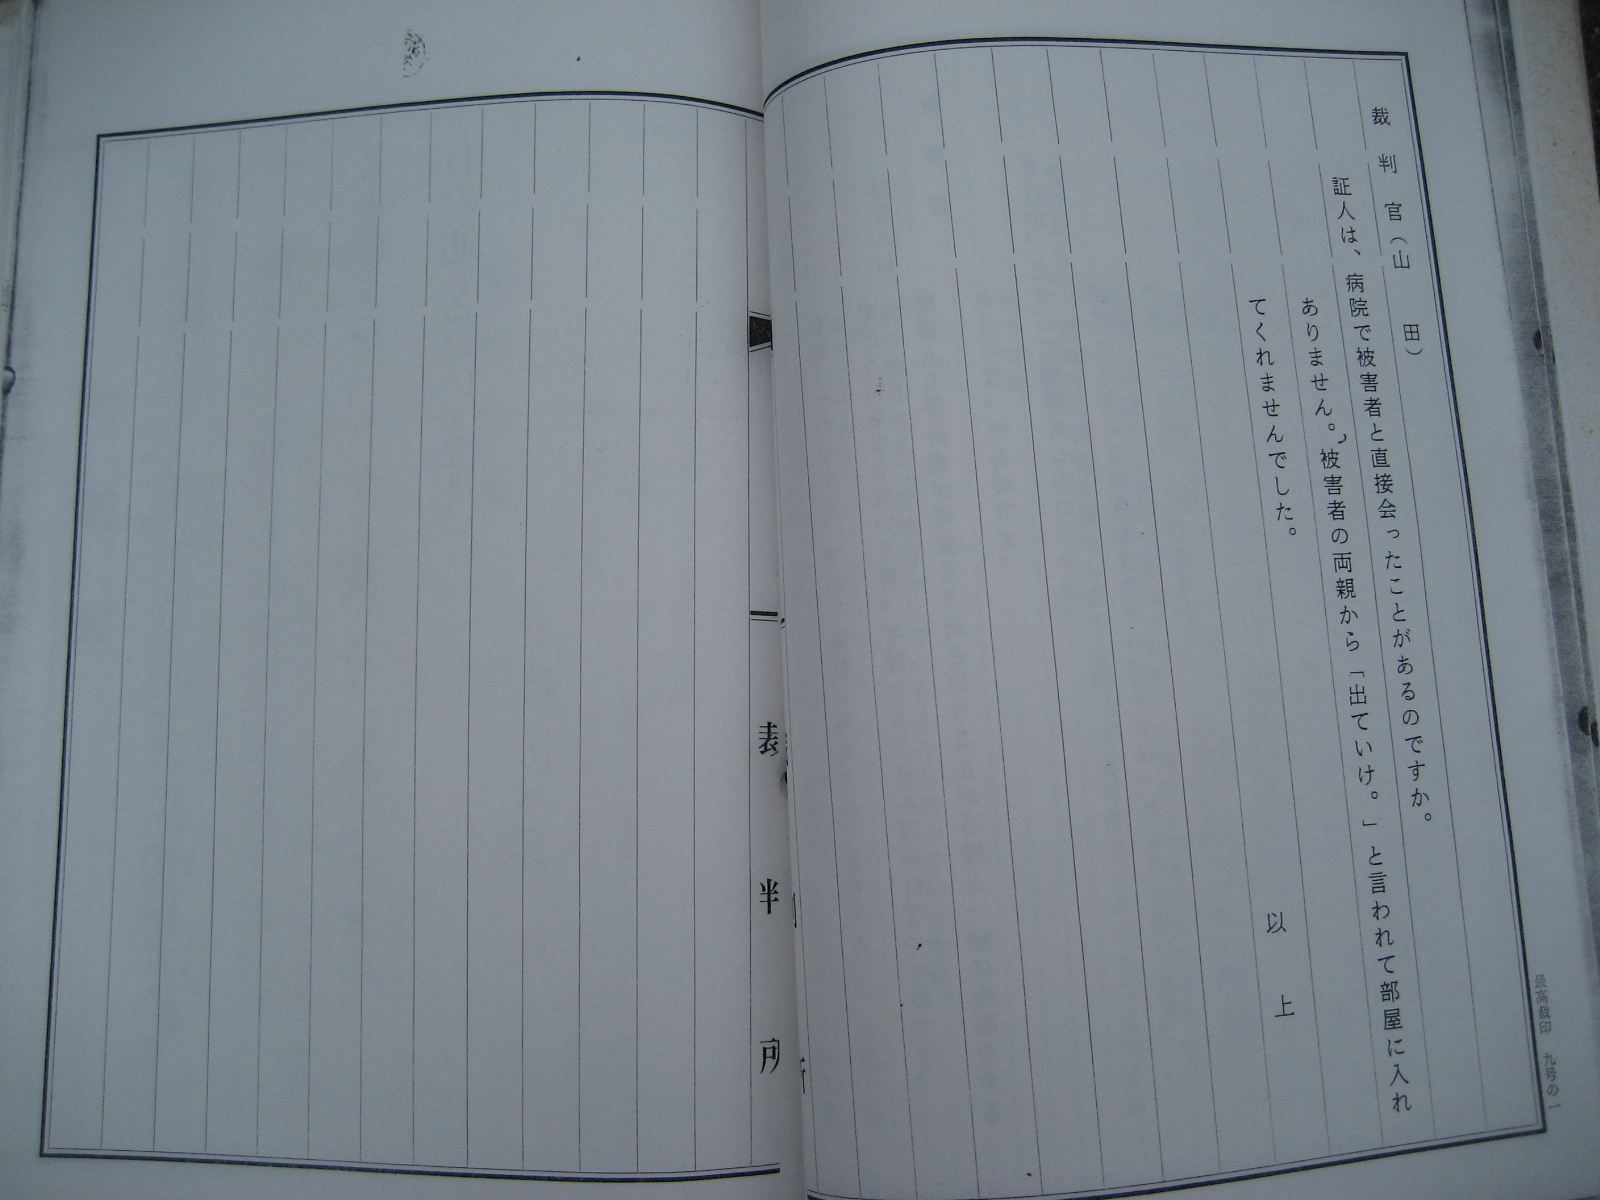 裁判官(山田)
証人は、病院で被害者と直接会ったことがあるのですか。
ありません。被害者の両親から「出ていけ。」と言われて部屋に入れ
てくれませんでした。
以上
最高裁印 九号の一